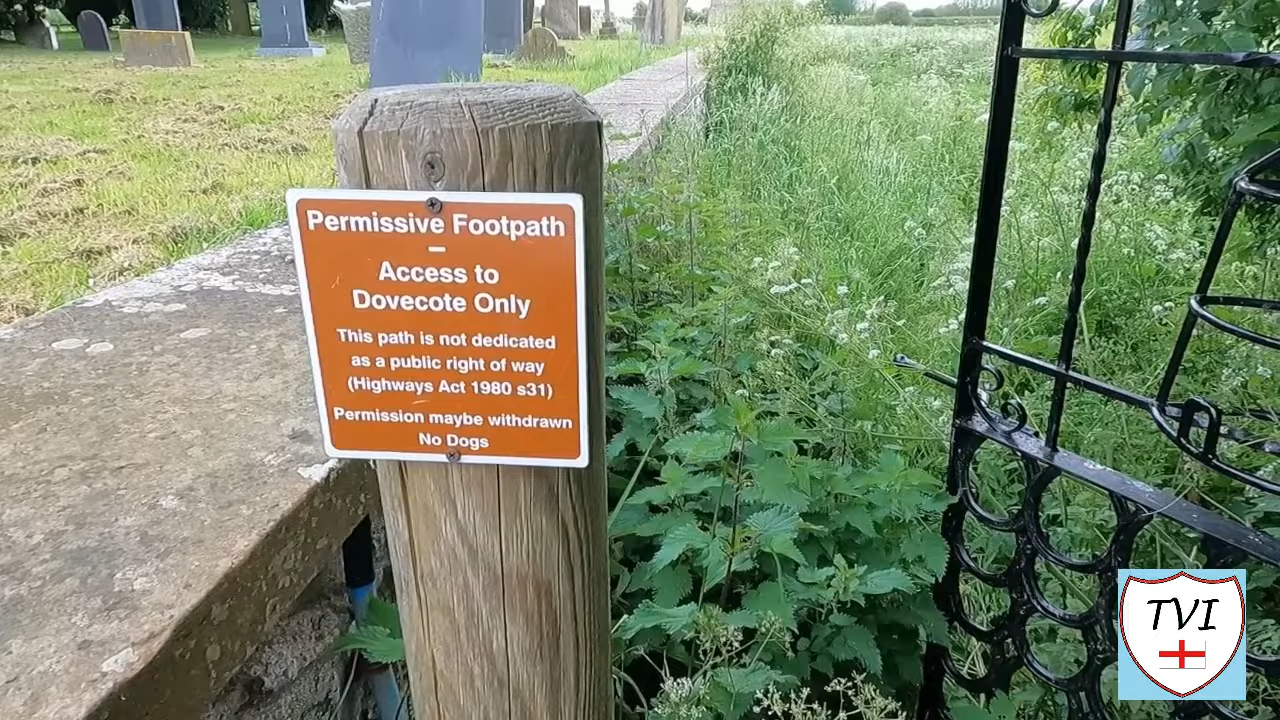 Permissive Footpath
–
Access to
Dovecote Only
This path is not dedicated
as a public right of way
(Highways Act 1980 s31)
Permission maybe withdrawn
No Dogs
TVI